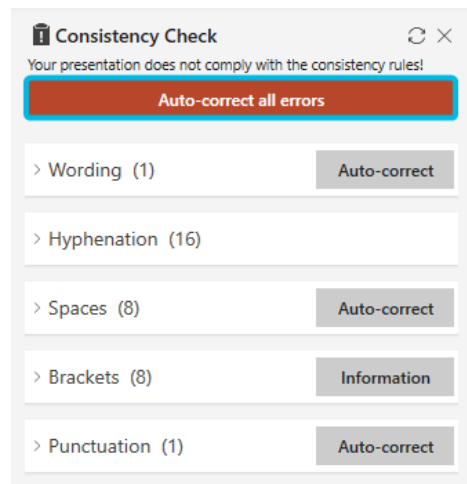 Consistency Check
Your presentation does not comply with the consistency rules!
Auto-correct all errors
Wording (1) Auto-correct
Hyphenation (16)
Spaces (8) Auto-correct
Brackets (8) Information
Punctuation (1) Auto-correct